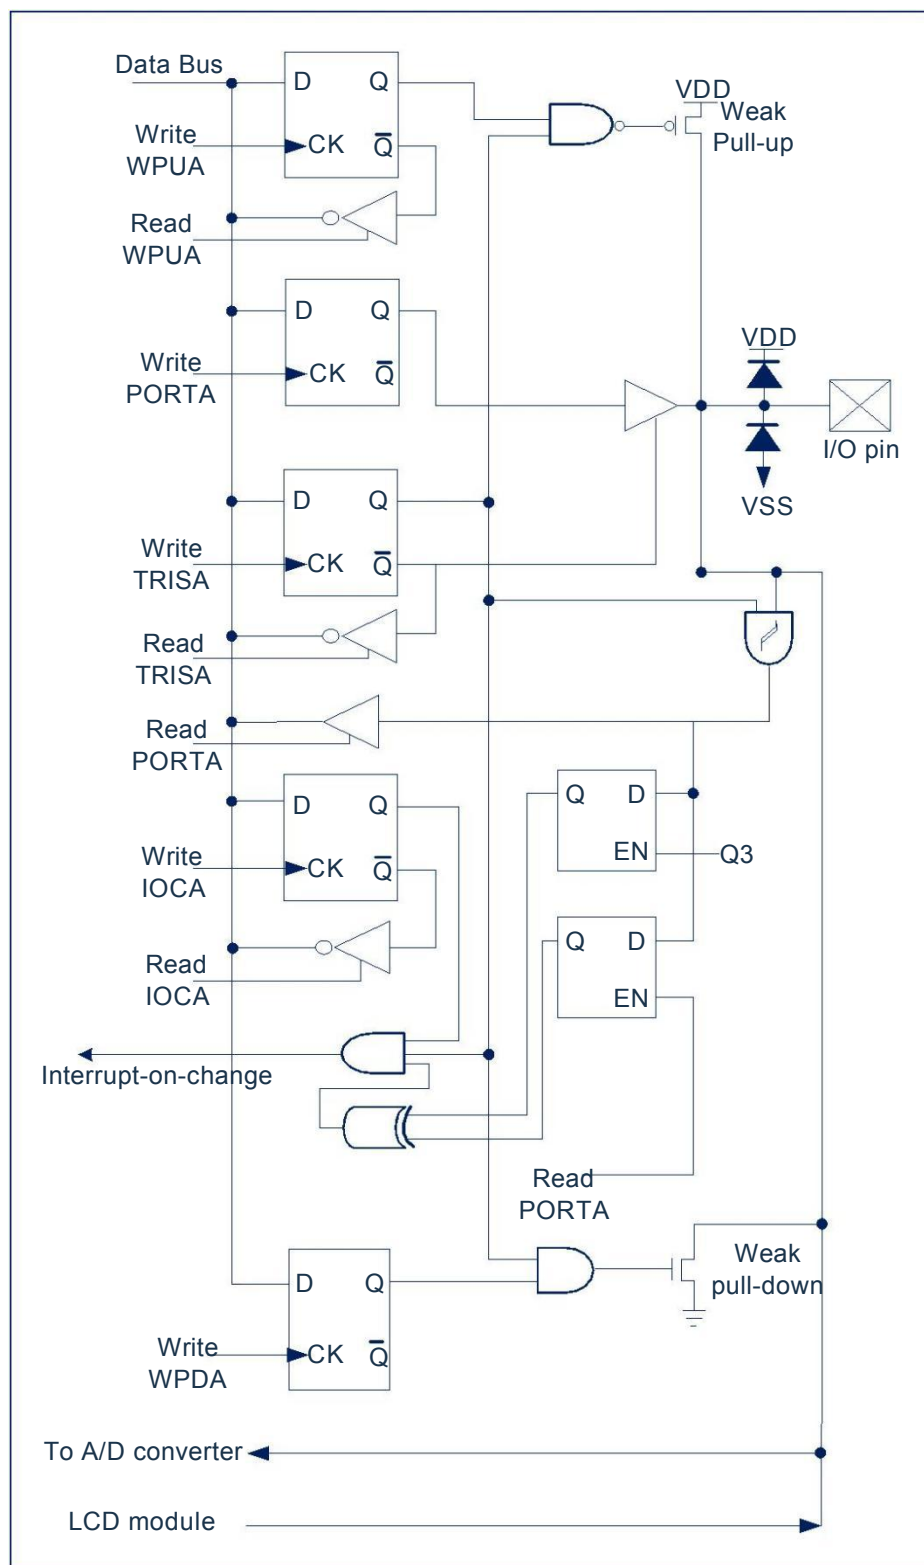 Data Bus
D
Q
VDD
Weak
Pull-up
Write
WPUA
CK
Q̅
Read
WPUA
D
Q
Write
PORTA
CK
Q̅
VDD
I/O pin
VSS
D
Q
Write
TRISA
CK
Q̅
Read
TRISA
Read
PORTA
D
Q
Q
D
Write
IOCA
CK
Q̅
EN
Q3
Read
IOCA
Q
D
EN
Interrupt-on-change
Read
PORTA
D
Q
Weak
pull-down
Write
WPDA
CK
Q̅
To A/D converter
LCD module